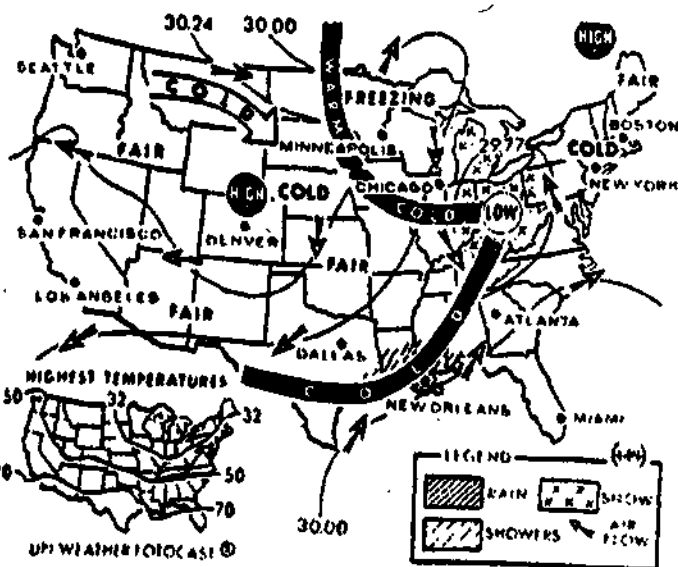 30.24 30.00
HIGH
SEATTLE
COLD
WARM
FREEZING
FAIR
BOSTON
MINNEAPOLIS
29.77
COLD
FAIR
HIGH
COLD
CHICAGO
NEW YORK
COLD
LOW
SAN FRANCISCO
DENVER
FAIR
LOS ANGELES
FAIR
ATLANTA
DALLAS
COLD
NEW ORLEANS
MIAMI
HIGHEST TEMPERATURES
50 32 32
50
70
30.00
LEGEND
RAIN
SNOW
SHOWERS
AIR FLOW
UPI WEATHER FOTOCAST ®